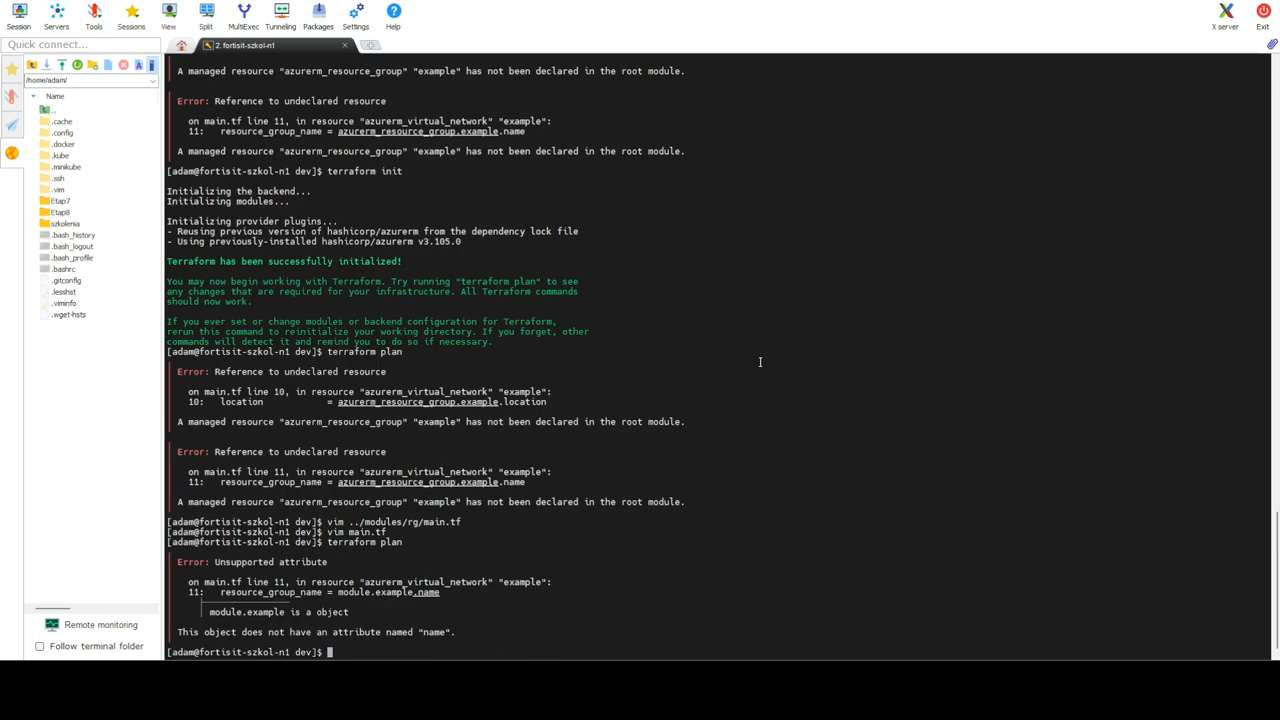 Session
Servers
Tools
Sessions
View
Split
MultiExec
Tunneling
Packages
Settings
Help
X server
Exit
Quick connect...
2. fortisit-szkol-n1
/home/adam/
Name
..
.cache
.config
.docker
.kube
.minikube
.ssh
.vim
Etap7
Etap8
szkolenia
.bash_history
.bash_logout
.bash_profile
.bashrc
.gitconfig
.lesshst
.viminfo
.wget-hsts
Remote monitoring
Follow terminal folder
A managed resource "azurerm_resource_group" "example" has not been declared in the root module.
Error: Reference to undeclared resource
on main.tf line 11, in resource "azurerm_virtual_network" "example":
11: resource_group_name = azurerm_resource_group.example.name
A managed resource "azurerm_resource_group" "example" has not been declared in the root module.
[adam@fortisit-szkol-n1 dev]$ terraform init
Initializing the backend...
Initializing modules...
Initializing provider plugins...
- Reusing previous version of hashicorp/azurerm from the dependency lock file
- Using previously-installed hashicorp/azurerm v3.105.0
Terraform has been successfully initialized!
You may now begin working with Terraform. Try running "terraform plan" to see
any changes that are required for your infrastructure. All Terraform commands
should now work.
If you ever set or change modules or backend configuration for Terraform,
rerun this command to reinitialize your working directory. If you forget, other
commands will detect it and remind you to do so if necessary.
[adam@fortisit-szkol-n1 dev]$ terraform plan
Error: Reference to undeclared resource
on main.tf line 10, in resource "azurerm_virtual_network" "example":
10: location = azurerm_resource_group.example.location
A managed resource "azurerm_resource_group" "example" has not been declared in the root module.
Error: Reference to undeclared resource
on main.tf line 11, in resource "azurerm_virtual_network" "example":
11: resource_group_name = azurerm_resource_group.example.name
A managed resource "azurerm_resource_group" "example" has not been declared in the root module.
[adam@fortisit-szkol-n1 dev]$ vim ../modules/rg/main.tf
[adam@fortisit-szkol-n1 dev]$ vim main.tf
[adam@fortisit-szkol-n1 dev]$ terraform plan
Error: Unsupported attribute
on main.tf line 11, in resource "azurerm_virtual_network" "example":
11: resource_group_name = module.example.name
module.example is a object
This object does not have an attribute named "name".
[adam@fortisit-szkol-n1 dev]$